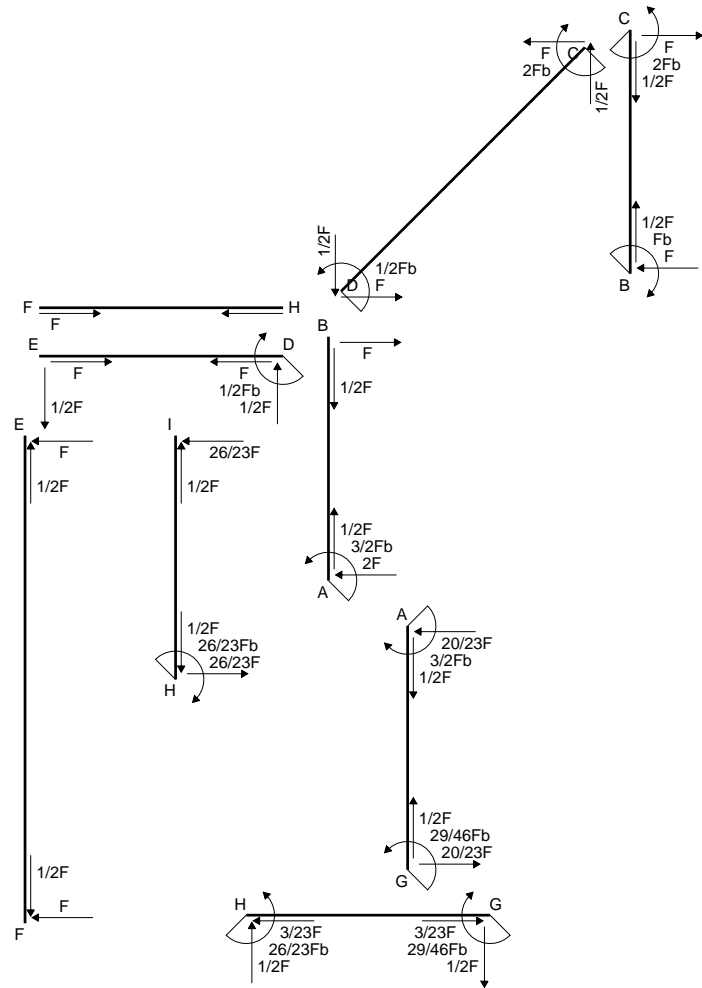 C
F
2Fb
1/2F
C
F
2Fb
1/2F
1/2F
Fb
F
B
1/2F
D
1/2Fb
F
F
H
F
E
D
F
F
1/2Fb
1/2F
1/2F
B
F
1/2F
1/2F
3/2Fb
2F
A
E
F
1/2F
1/2F
F
F
I
26/23F
1/2F
1/2F
26/23Fb
26/23F
H
A
20/23F
3/2Fb
1/2F
1/2F
29/46Fb
20/23F
G
H
G
3/23F
26/23Fb
1/2F
3/23F
29/46Fb
1/2F